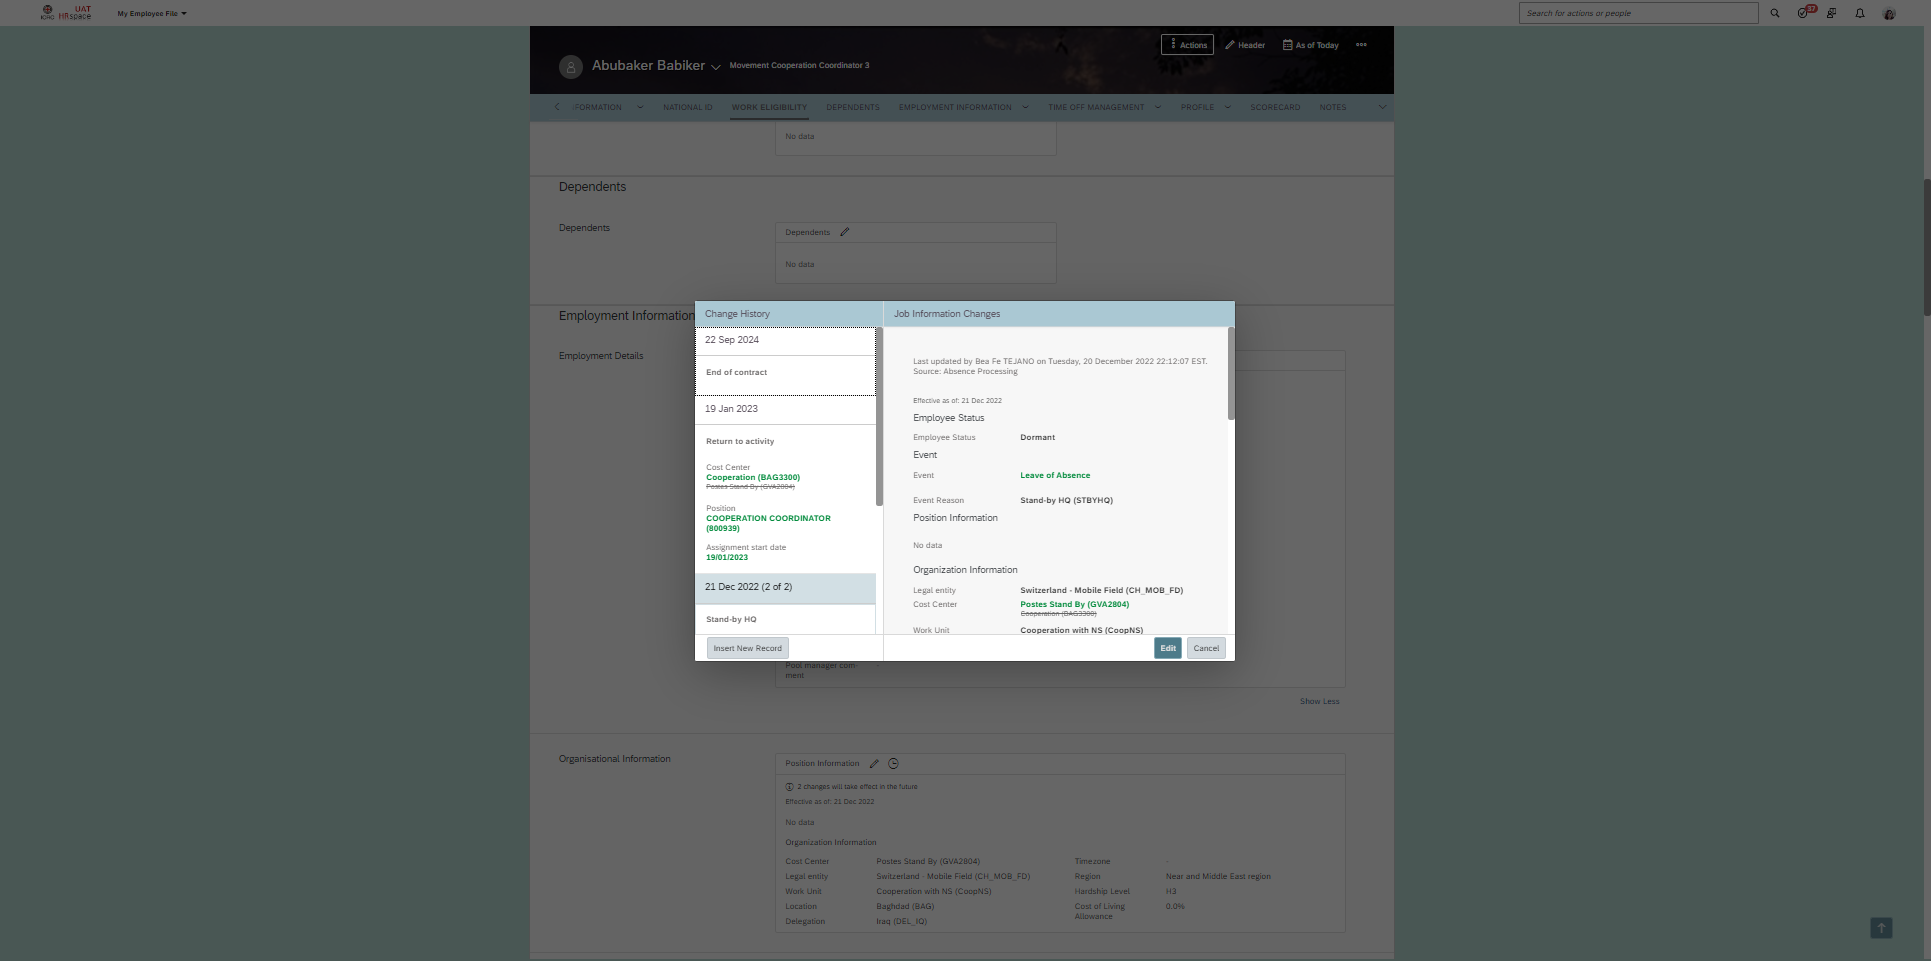 ICRC
UAT
HRspace
My Employee File
Search for actions or people
37
Abubaker Babiker
Movement Cooperation Coordinator 3
Actions
Header
As of Today
FORMATION
NATIONAL ID
WORK ELIGIBILITY
DEPENDENTS
EMPLOYMENT INFORMATION
TIME OFF MANAGEMENT
PROFILE
SCORECARD
NOTES
No data
Dependents
Dependents
Dependents
No data
Employment Information
Employment Details
Change History
Job Information Changes
22 Sep 2024
End of contract
19 Jan 2023
Return to activity
Cost Center
Cooperation (BAG3300)
Postes Stand By (GVA2804)
Position
COOPERATION COORDINATOR
(800939)
Assignment start date
19/01/2023
21 Dec 2022 (2 of 2)
Stand-by HQ
Insert New Record
Last updated by Bea Fe TEJANO on Tuesday, 20 December 2022 22:12:07 EST.
Source: Absence Processing
Effective as of: 21 Dec 2022
Employee Status
Employee Status Dormant
Event
Event Leave of Absence
Event Reason Stand-by HQ (STBYHQ)
Position Information
No data
Organization Information
Legal entity Switzerland - Mobile Field (CH_MOB_FD)
Cost Center Postes Stand By (GVA2804)
Cooperation (BAG3300)
Work Unit Cooperation with NS (CoopNS)
Edit
Cancel
Pool manager com-
ment
Show Less
Organisational Information
Position Information
2 changes will take effect in the future
Effective as of: 21 Dec 2022
No data
Organization Information
Cost Center Postes Stand By (GVA2804) Timezone -
Legal entity Switzerland - Mobile Field (CH_MOB_FD) Region Near and Middle East region
Work Unit Cooperation with NS (CoopNS) Hardship Level H3
Location Baghdad (BAG) Cost of Living 0.0%
Allowance
Delegation Iraq (DEL_IQ)